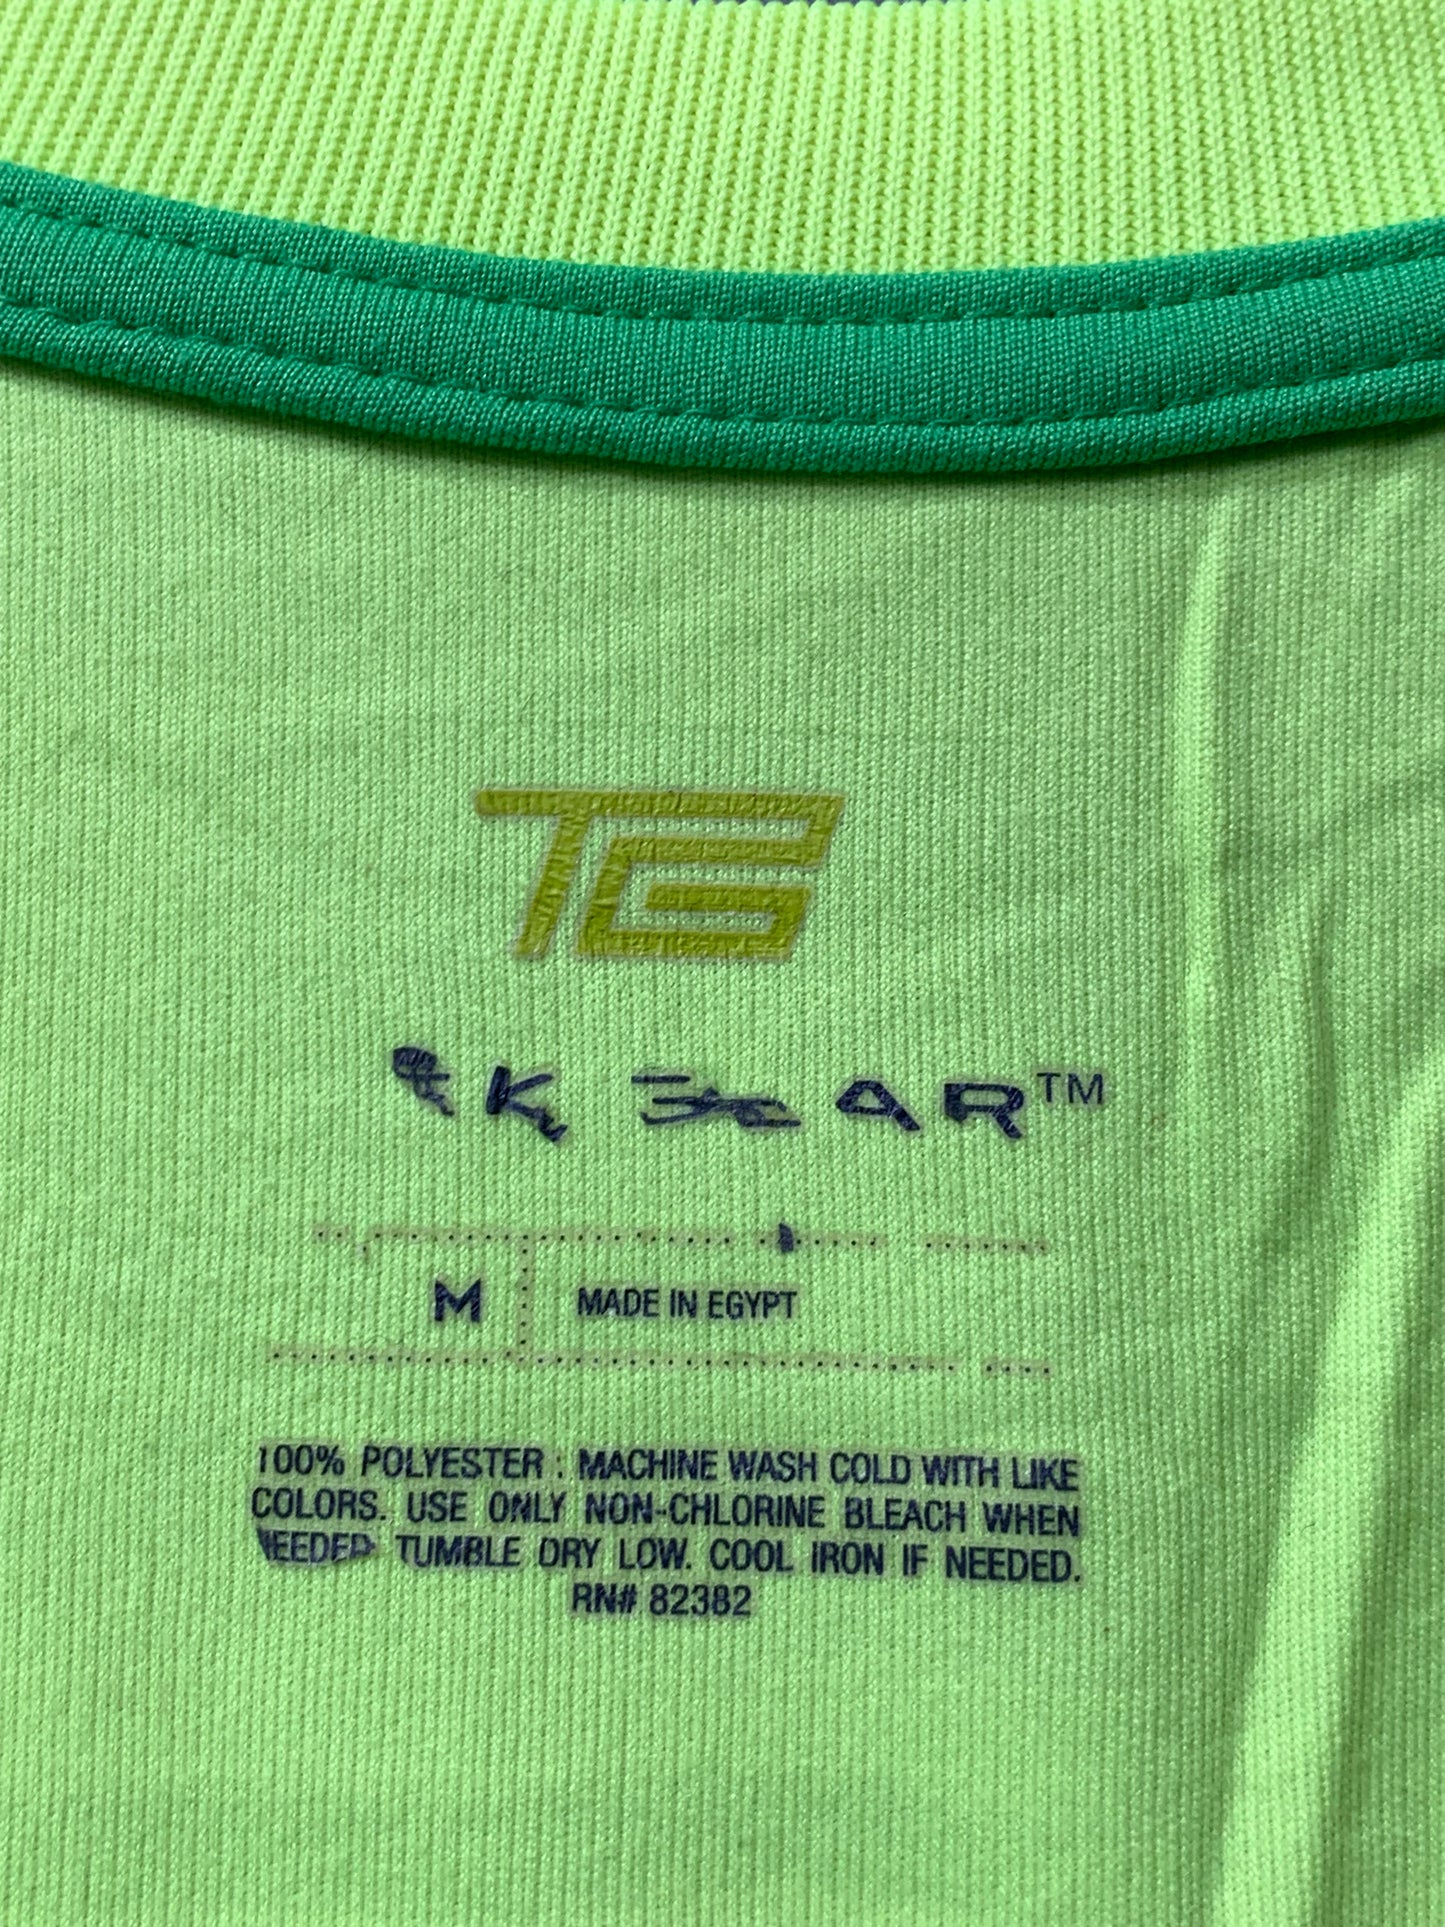 TG
M MADE IN EGYPT
100% POLYESTER : MACHINE WASH COLD WITH LIKE
COLORS. USE ONLY NON-CHLORINE BLEACH WHEN
NEEDED. TUMBLE DRY LOW. COOL IRON IF NEEDED.
RN# 82382